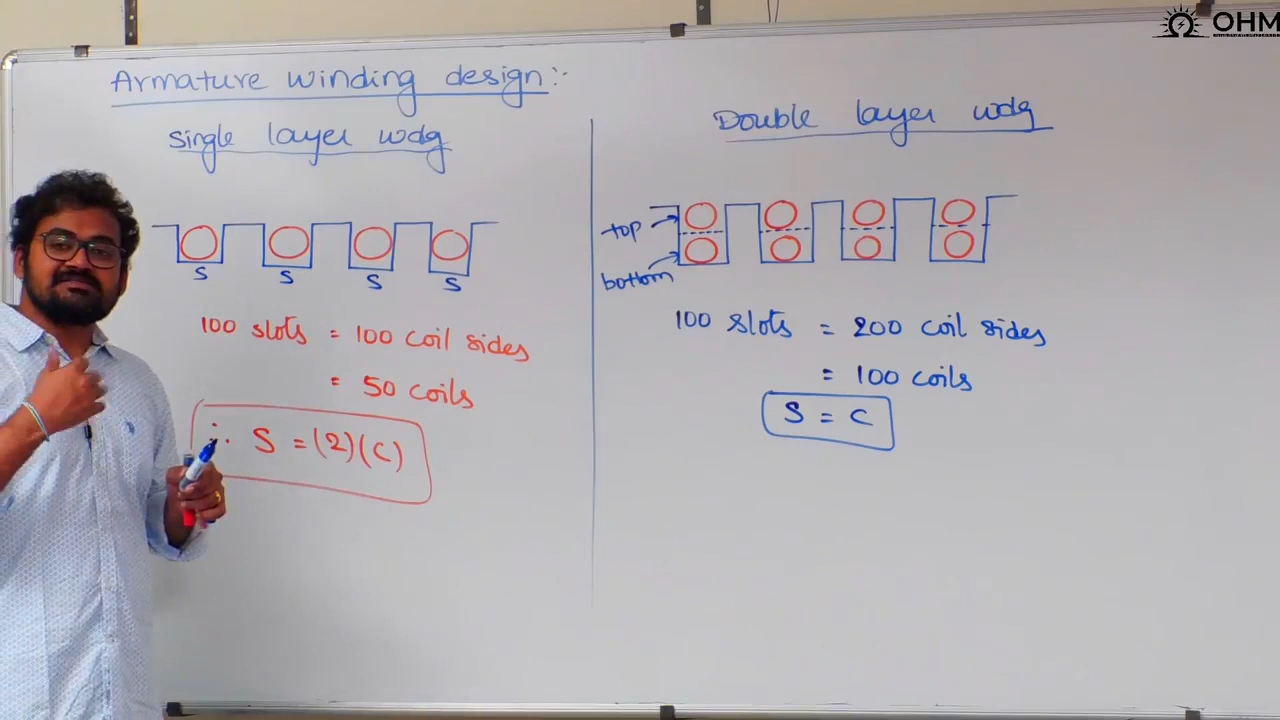 OHM
Armature winding design:-
Single layer wdg
S S S S
100 slots = 100 coil sides
= 50 coils
∴ S = (2)(C)
Double layer wdg
top
bottom
100 slots = 200 coil sides
= 100 coils
S = C